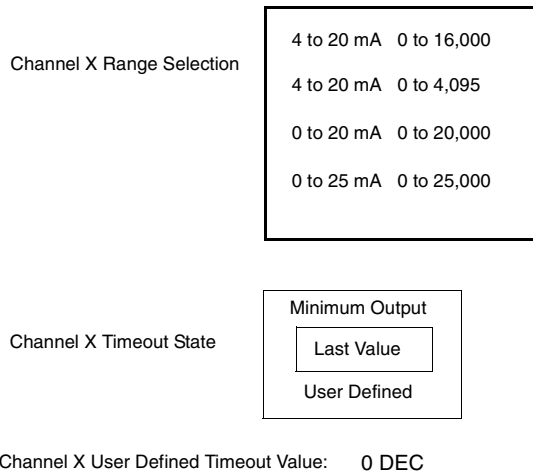 4 to 20 mA 0 to 16,000
Channel X Range Selection
4 to 20 mA 0 to 4,095
0 to 20 mA 0 to 20,000
0 to 25 mA 0 to 25,000
Minimum Output
Channel X Timeout State
Last Value
User Defined
Channel X User Defined Timeout Value: 0 DEC